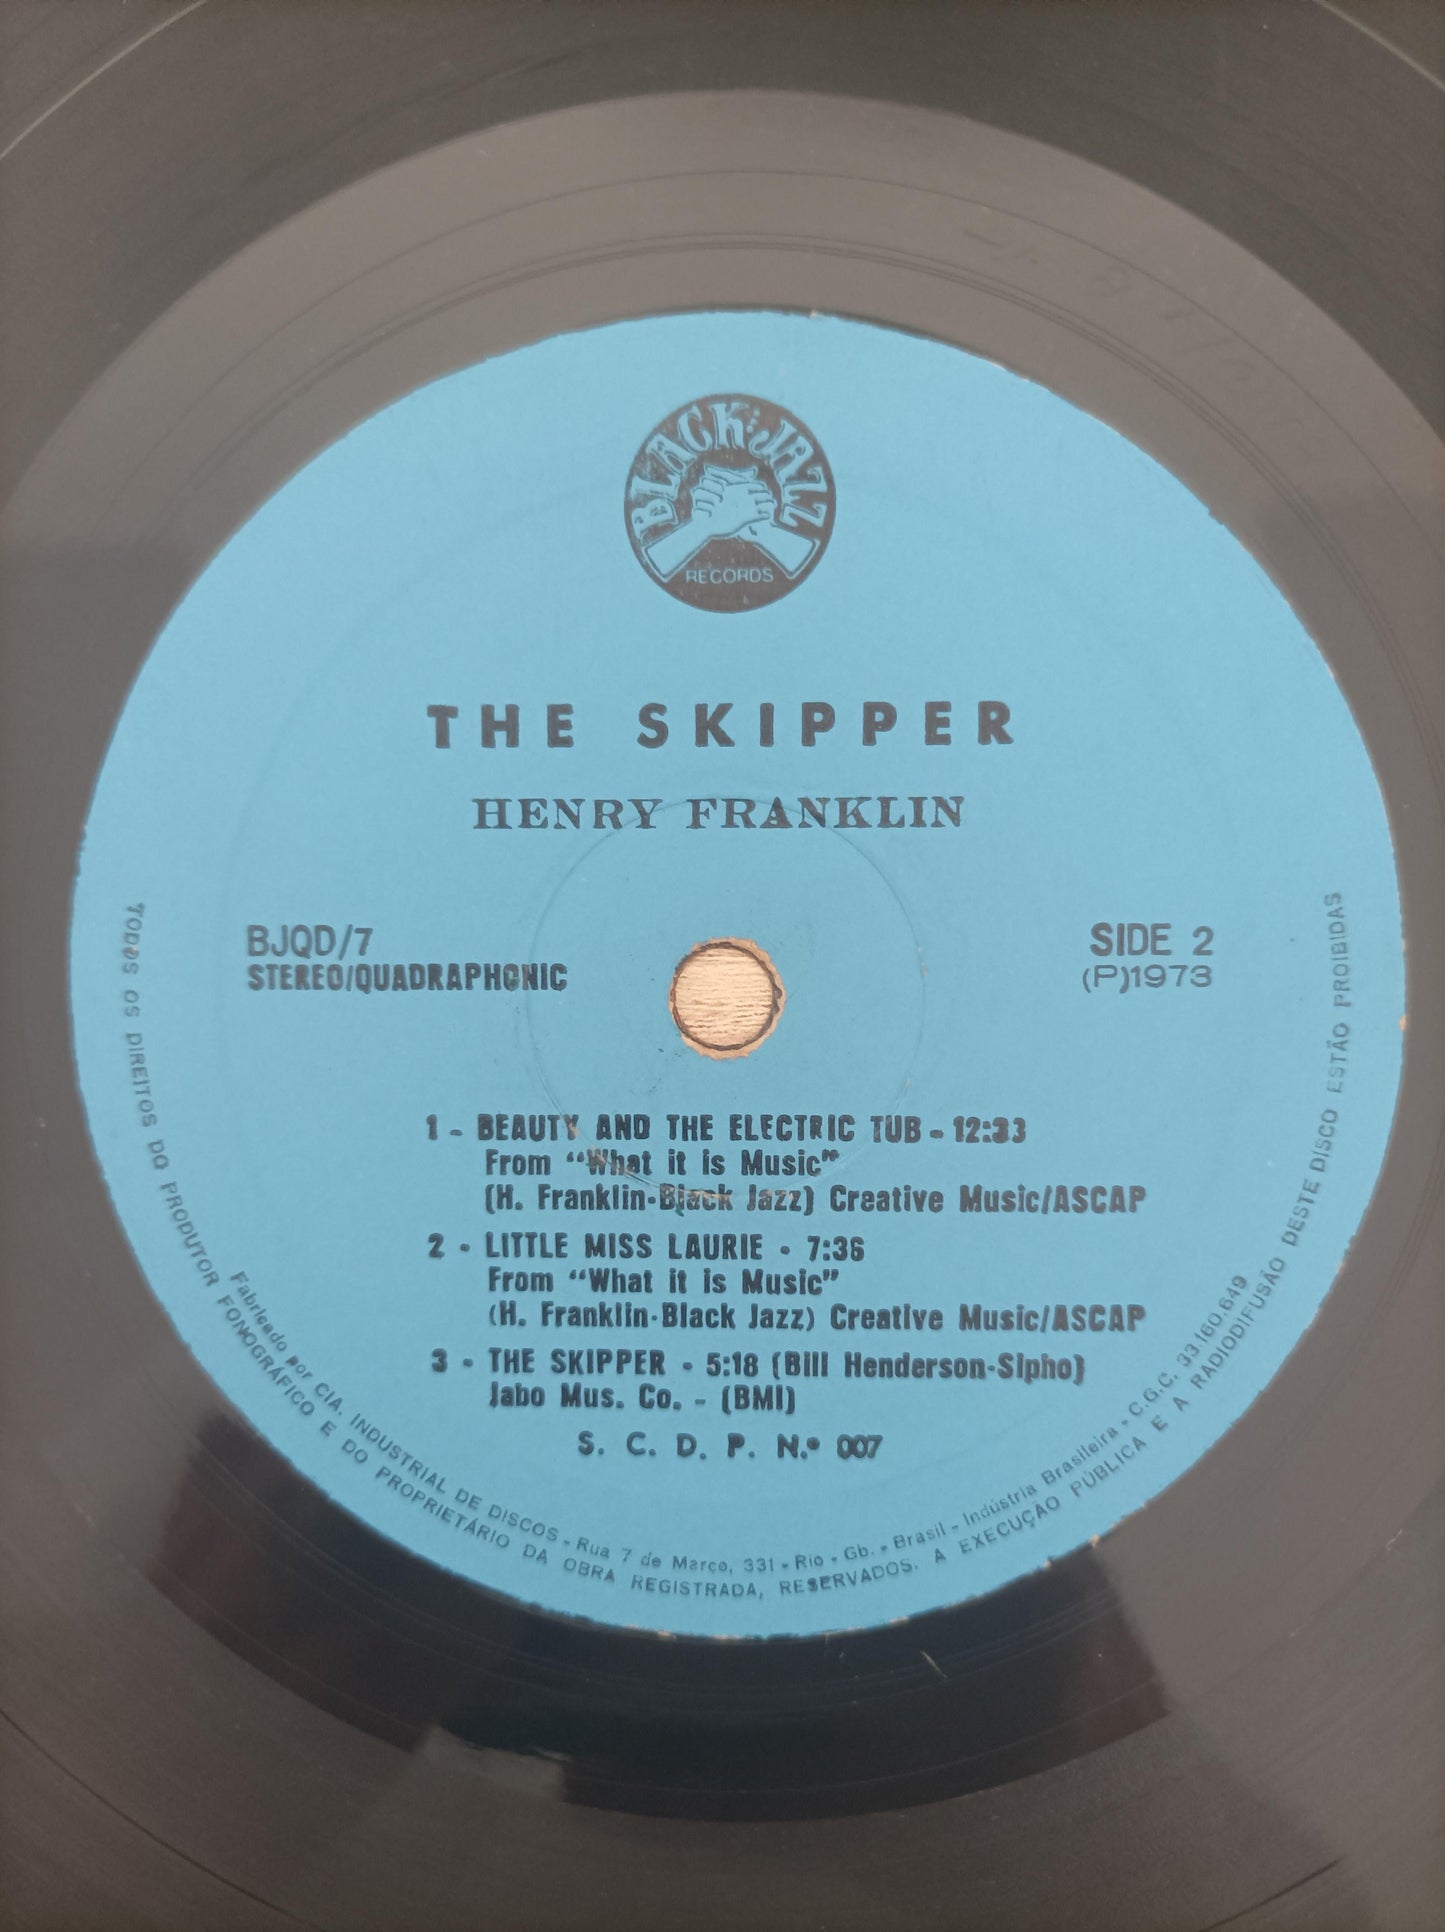 BLACK JAZZ
RECORDS
THE SKIPPER
HENRY FRANKLIN
BJQD/7
STEREO/QUADRAPHONIC
SIDE 2
(P)1973
1 - BEAUTY AND THE ELECTRIC TUB - 12:33
From “What it is Music”
(H. Franklin-Black Jazz) Creative Music/ASCAP
2 - LITTLE MISS LAURIE - 7:36
From “What it is Music”
(H. Franklin-Black Jazz) Creative Music/ASCAP
3 - THE SKIPPER - 5:18 (Bill Henderson-Sipho)
Jabo Mus. Co. - (BMI)
S. C. D. P. N.º 007
Fabricado por CIA. INDUSTRIAL DE DISCOS - Rua 7 de Março, 331 - Rio - Gb. - Brasil - Indústria Brasileira - C.G.C. 33.160.649
TODOS OS DIREITOS DO PRODUTOR FONOGRÁFICO E DO PROPRIETÁRIO DA OBRA REGISTRADA, RESERVADOS. A EXECUÇÃO PÚBLICA E A RADIODIFUSÃO DESTE DISCO ESTÃO PROIBIDAS